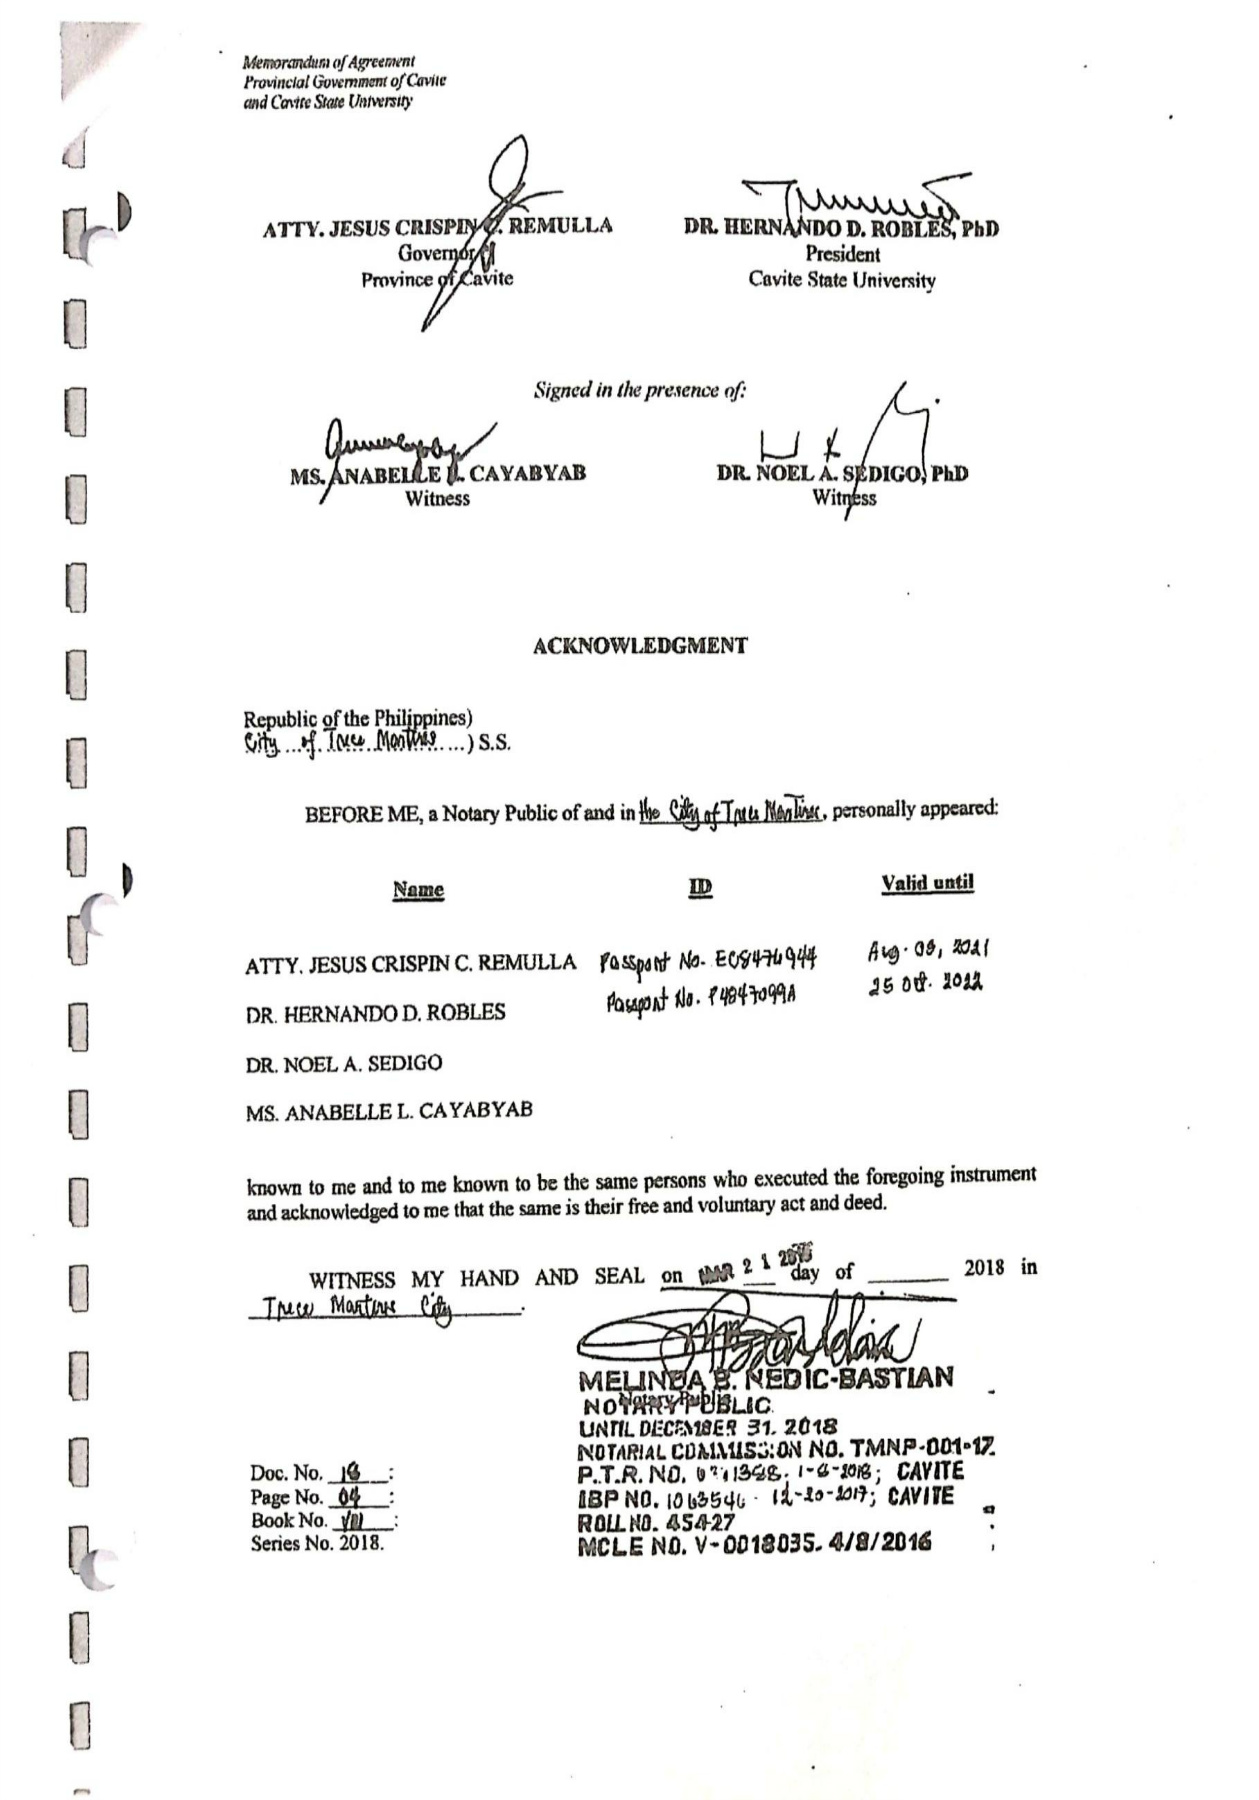 Memorandum of Agreement
Provincial Government of Cavite
and Cavite State University
ATTY. JESUS CRISPIN C. REMULLA
Governor
Province of Cavite
DR. HERNANDO D. ROBLES, PhD
President
Cavite State University
Signed in the presence of:
MS. ANABELLE L. CAYABYAB
Witness
DR. NOEL A. SEDIGO, PhD
Witness
ACKNOWLEDGMENT
Republic of the Philippines)
City of Trece Martires ) S.S.
BEFORE ME, a Notary Public of and in the City of Trece Martires, personally appeared:
Name ID Valid until
ATTY. JESUS CRISPIN C. REMULLA Passport No. EC8476944 Aug. 03, 2021
DR. HERNANDO D. ROBLES Passport No. P4847099A 25 Oct. 2022
DR. NOEL A. SEDIGO
MS. ANABELLE L. CAYABYAB
known to me and to me known to be the same persons who executed the foregoing instrument
and acknowledged to me that the same is their free and voluntary act and deed.
WITNESS MY HAND AND SEAL on MAR 21 2018 day of ________ 2018 in
Trece Martires City.
MELINDA B. NEDIC-BASTIAN
NOTARY PUBLIC
Notary Public
UNTIL DECEMBER 31, 2018
NOTARIAL COMMISSION NO. TMNP-001-17
P.T.R. NO. 1-6-2018; CAVITE
IBP NO. 1063546 - 12-20-2017; CAVITE
ROLL NO. 45427
MCLE NO. V-0018035. 4/8/2016
Doc. No. 18 :
Page No. 04 :
Book No. VIII :
Series No. 2018.